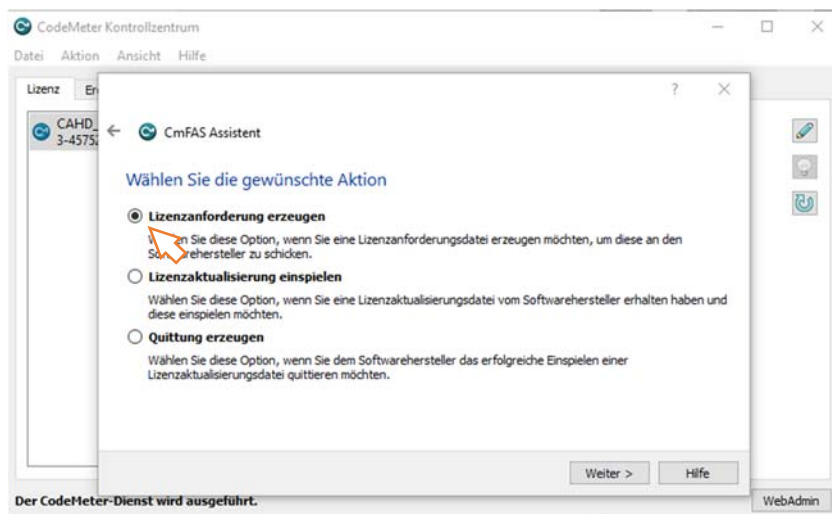 CodeMeter Kontrollzentrum
Datei Aktion Ansicht Hilfe
Lizenz
CAHD_
3-4575
CmFAS Assistent
Wählen Sie die gewünschte Aktion
Lizenzanforderung erzeugen
Sie diese Option, wenn Sie eine Lizenzanforderungsdatei erzeugen möchten, um diese an den
zu schicken.
Lizenzaktualisierung einspielen
Wählen Sie diese Option, wenn Sie eine Lizenzaktualisierungsdatei vom Softwarehersteller erhalten haben und
diese einspielen möchten.
Quittung erzeugen
Wählen Sie diese Option, wenn Sie dem Softwarehersteller das erfolgreiche Einspielen einer
Lizenzaktualisierungsdatei quittieren möchten.
Weiter > Hilfe
Der CodeMeter-Dienst wird ausgeführt. WebAdmin